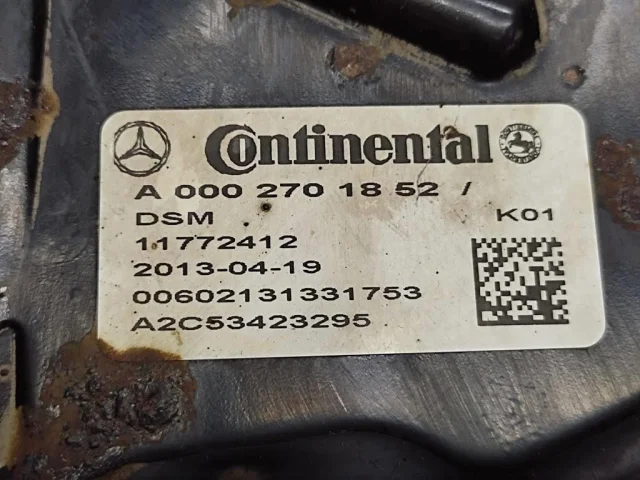 Continental
A 000 270 18 52 /
DSM K01
11772412
2013-04-19
00602131331753
A2C53423295